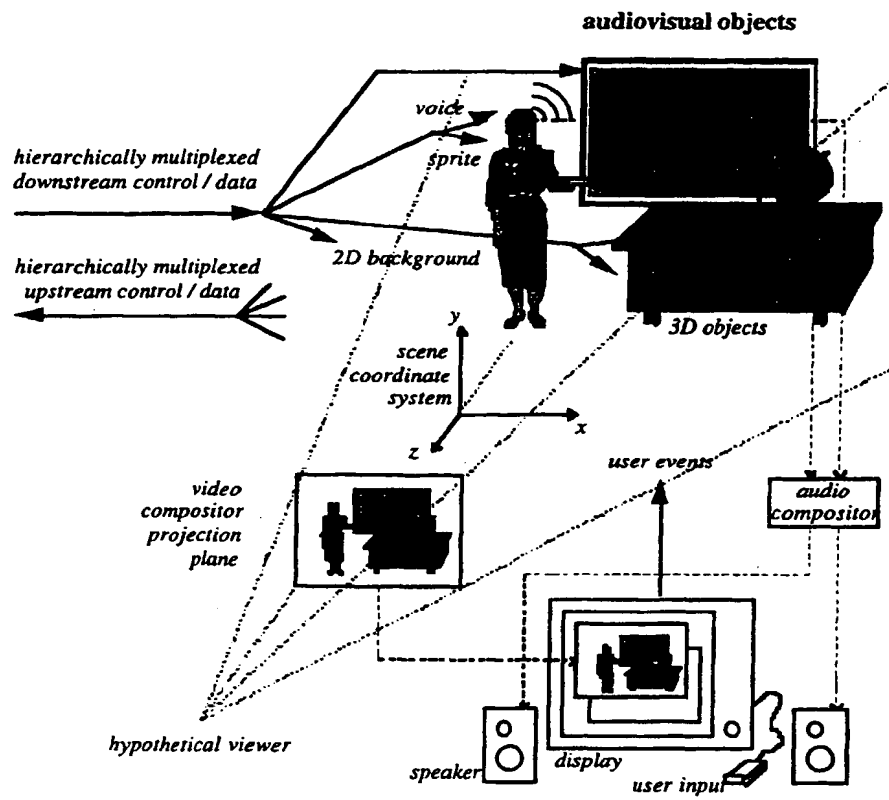 audiovisual objects
voice
sprite
hierarchically multiplexed
downstream control / data
2D background
hierarchically multiplexed
upstream control / data
3D objects
y
scene
coordinate
system
x
z
user events
video
compositor
projection
plane
audio
compositor
hypothetical viewer
speaker
display
user input